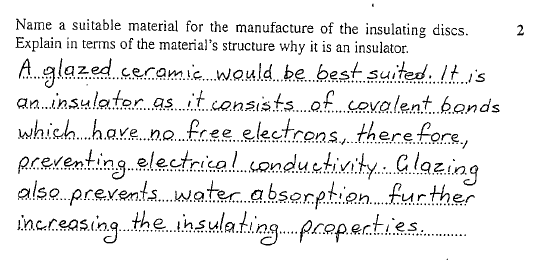 Name a suitable material for the manufacture of the insulating discs. 2
Explain in terms of the material's structure why it is an insulator.
A glazed ceramic would be best suited. It is
an insulator as it consists of covalent bonds
which have no free electrons, therefore,
preventing electrical conductivity. Glazing
also prevents water absorption further
increasing the insulating properties.